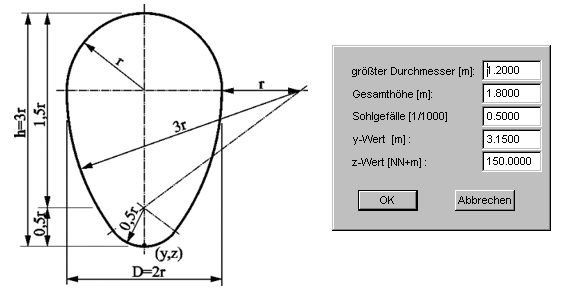 r
r
3r
h=3r
1,5r
0,5r
0,5r
(y,z)
D=2r
größter Durchmesser [m]: 1.2000
Gesamthöhe [m]: 1.8000
Sohlgefälle [1/1000] 0.5000
y-Wert [m] : 3.1500
z-Wert [NN+m] : 150.0000
OK Abbrechen